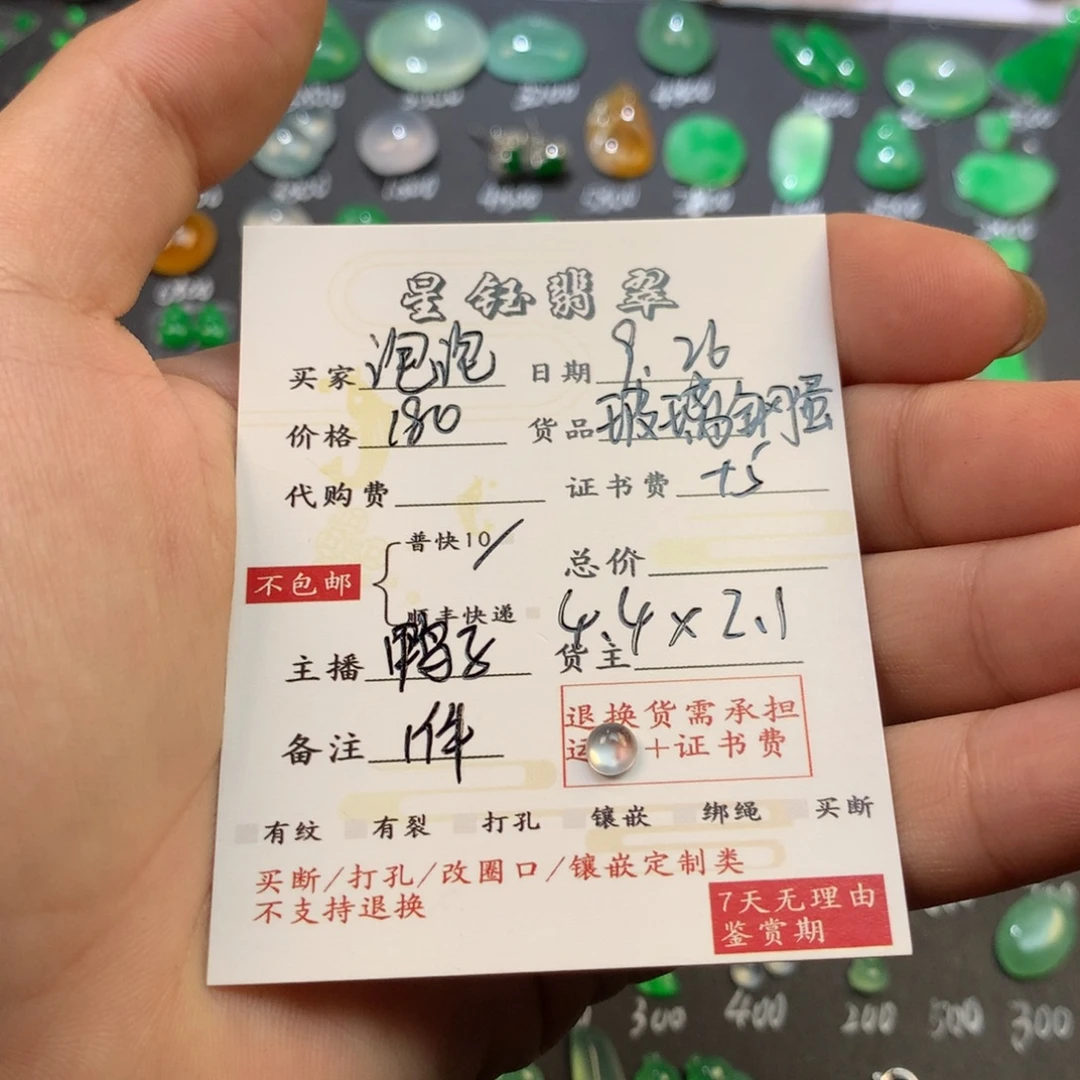 星钰翡翠
买家 泡泡 日期 9.26
价格 180 货品 玻璃钢蛋
代购费 证书费 +5
普快10/
不包邮 总价
顺丰快递
4.4×2.1
主播 鸭子 货主
备注 1件
退换货需承担
运 +证书费
有纹 有裂 打孔 镶嵌 绑绳 买断
买断/打孔/改圈口/镶嵌定制类
不支持退换
7天无理由
鉴赏期
300 400 200 500 300